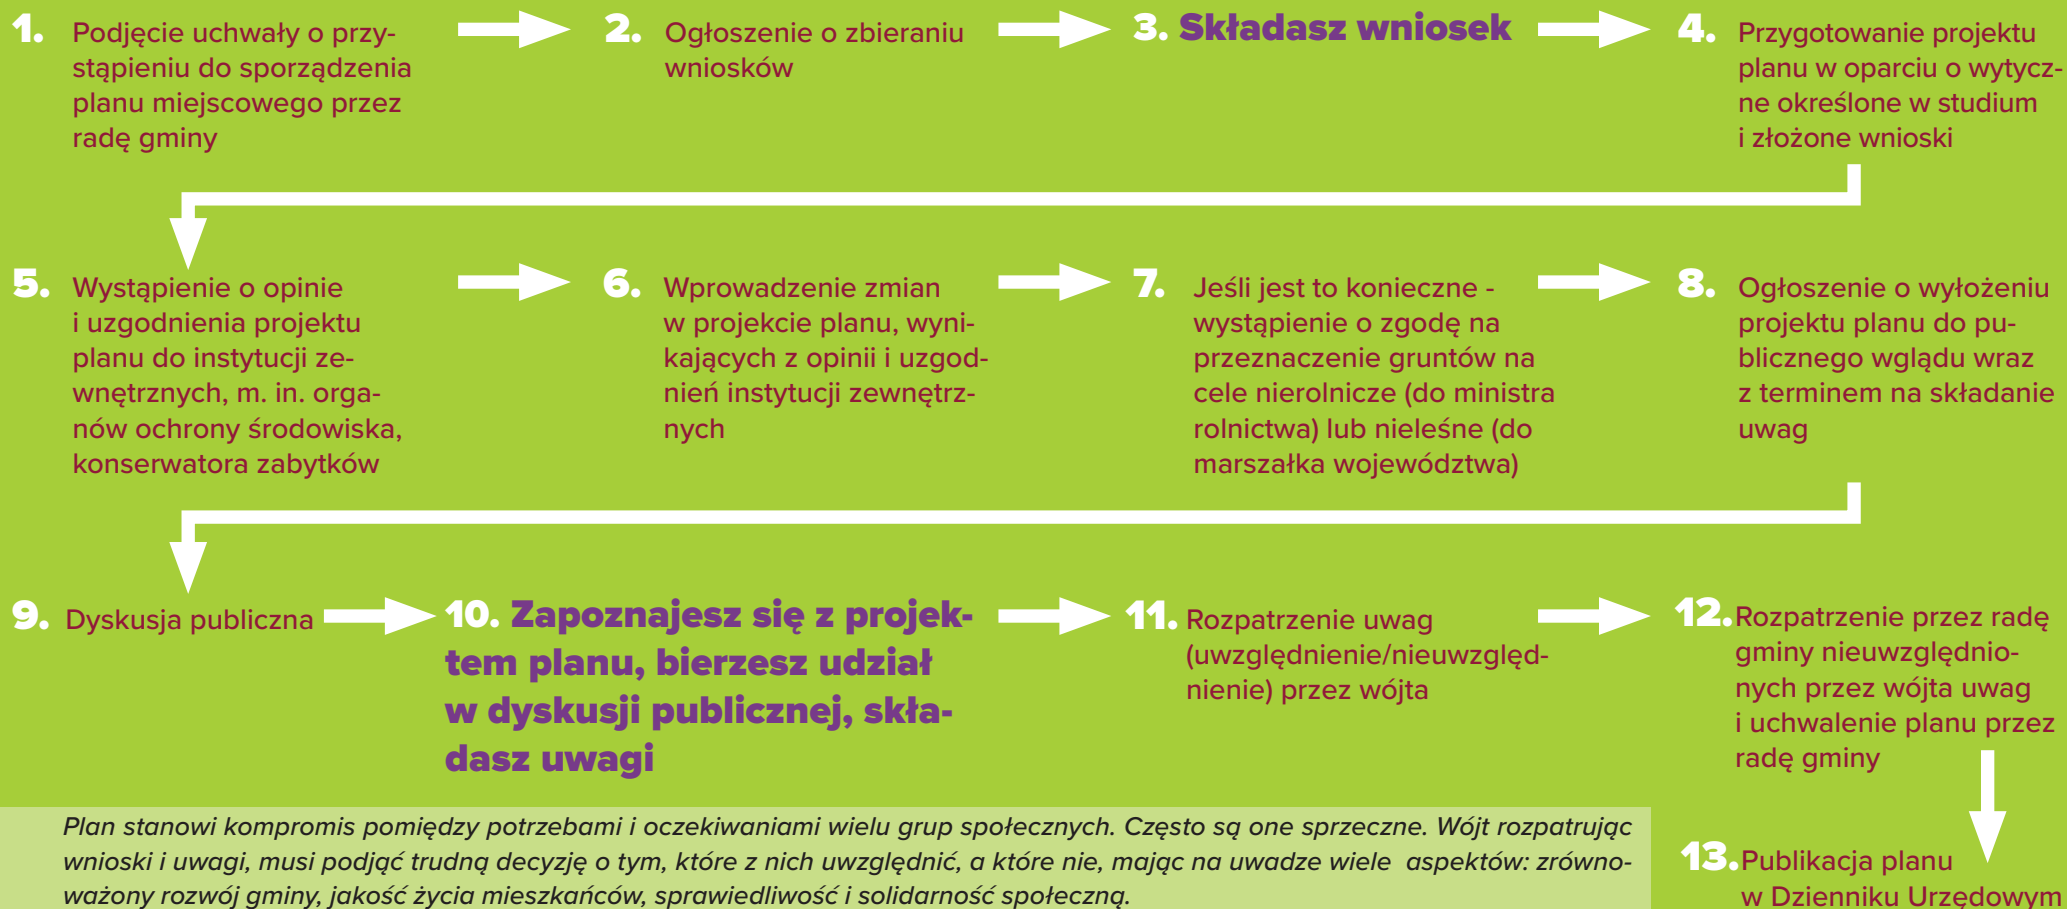 1. Podjęcie uchwały o przy-
stąpieniu do sporządzenia
planu miejscowego przez
radę gminy
2. Ogłoszenie o zbieraniu
wniosków
3. Składasz wniosek
4. Przygotowanie projektu
planu w oparciu o wytycz-
ne określone w studium
i złożone wnioski
5. Wystąpienie o opinie
i uzgodnienia projektu
planu do instytucji ze-
wnętrznych, m. in. orga-
nów ochrony środowiska,
konserwatora zabytków
6. Wprowadzenie zmian
w projekcie planu, wyni-
kających z opinii i uzgod-
nień instytucji zewnętrz-
nych
7. Jeśli jest to konieczne -
wystąpienie o zgodę na
przeznaczenie gruntów na
cele nierolnicze (do ministra
rolnictwa) lub nieleśne (do
marszałka województwa)
8. Ogłoszenie o wyłożeniu
projektu planu do pu-
blicznego wglądu wraz
z terminem na składanie
uwag
9. Dyskusja publiczna
10. Zapoznajesz się z projek-
tem planu, bierzesz udział
w dyskusji publicznej, skła-
dasz uwagi
11. Rozpatrzenie uwag
(uwzględnienie/nieuwzględ-
nienie) przez wójta
12. Rozpatrzenie przez radę
gminy nieuwzględnio-
nych przez wójta uwag
i uchwalenie planu przez
radę gminy
Plan stanowi kompromis pomiędzy potrzebami i oczekiwaniami wielu grup społecznych. Często są one sprzeczne. Wójt rozpatrując
wnioski i uwagi, musi podjąć trudną decyzję o tym, które z nich uwzględnić, a które nie, mając na uwadze wiele aspektów: zrówno-
ważony rozwój gminy, jakość życia mieszkańców, sprawiedliwość i solidarność społeczną.
13. Publikacja planu
w Dzienniku Urzędowym